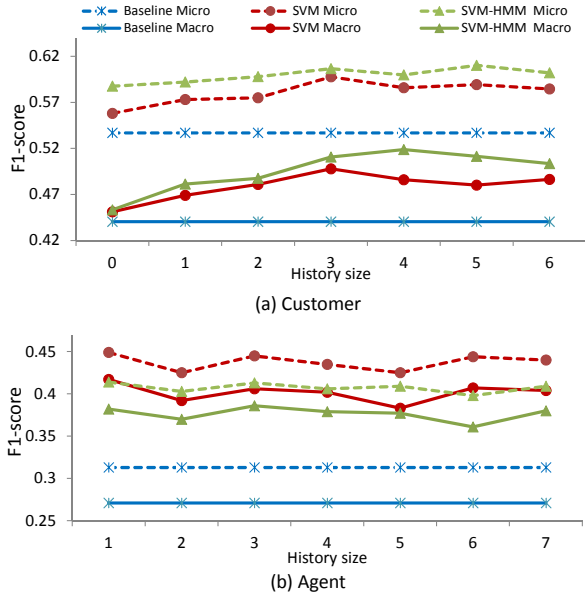 Baseline Micro SVM Micro SVM-HMM Micro
Baseline Macro SVM Macro SVM-HMM Macro
0.62
0.57
0.52
0.47
0.42
F1-score
0 1 2 3 4 5 6
History size
(a) Customer
0.45
0.4
0.35
0.3
0.25
F1-score
1 2 3 4 5 6 7
History size
(b) Agent